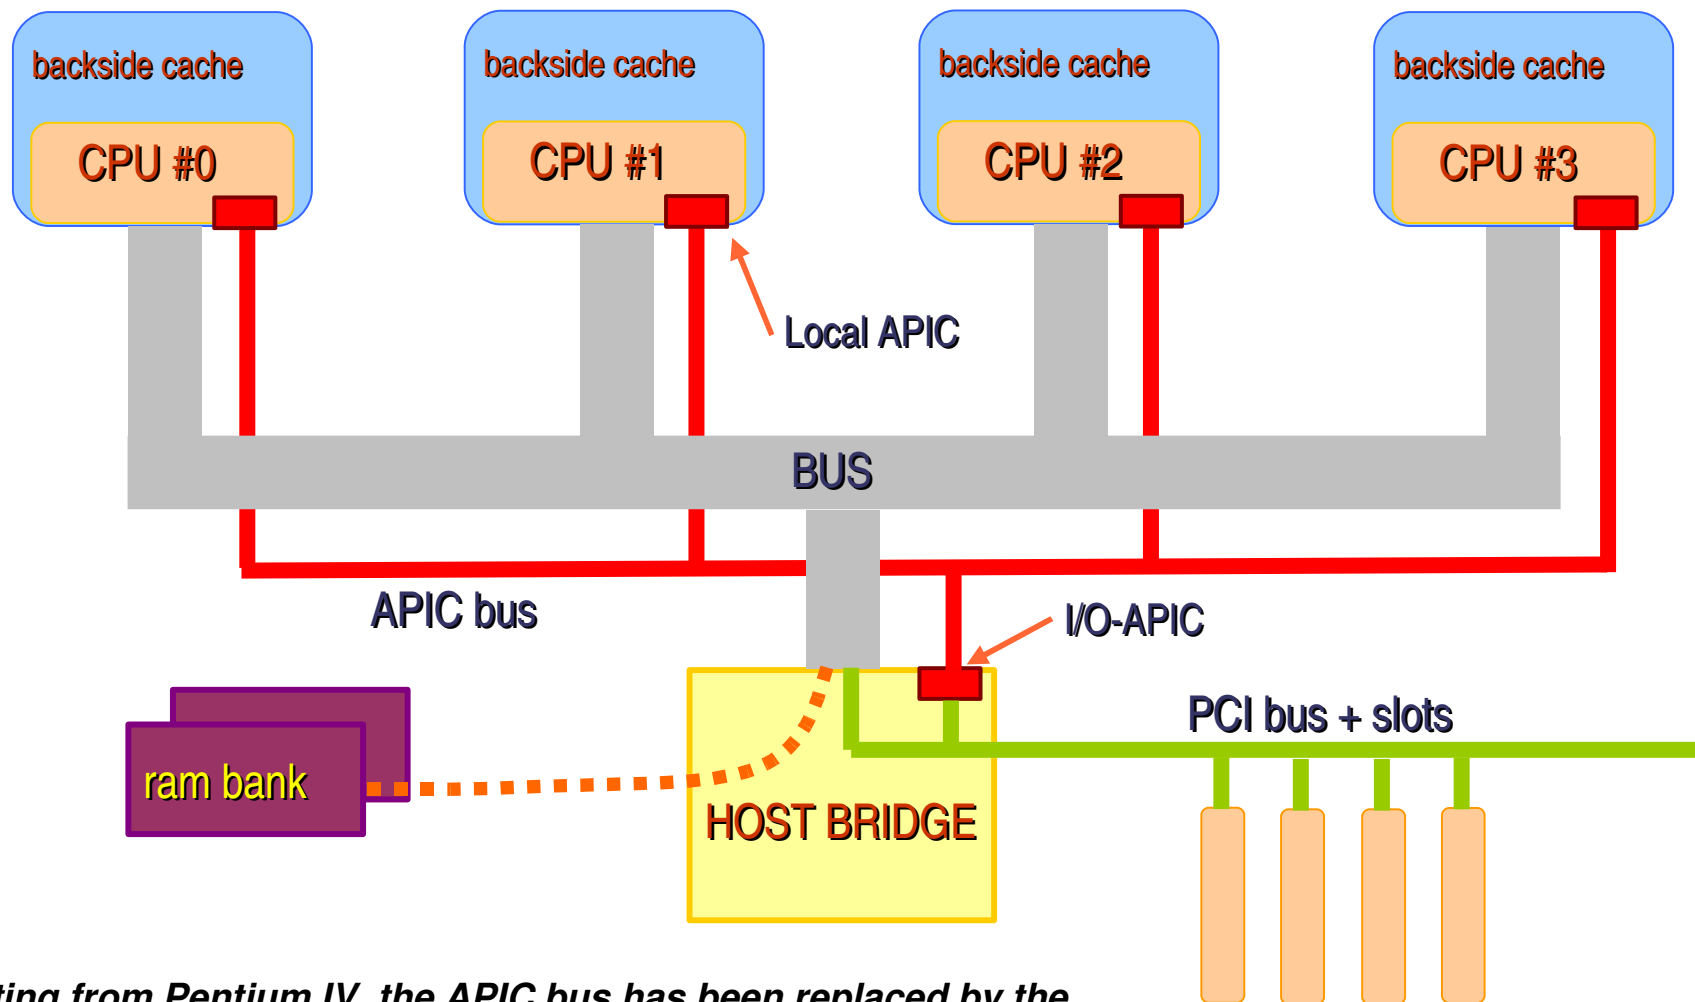 backside cache
backside cache
backside cache
backside cache
CPU #0
CPU #1
CPU #2
CPU #3
Local APIC
BUS
APIC bus
I/O-APIC
PCI bus + slots
ram bank
HOST BRIDGE
from Pentium IV, the APIC bus has been replaced by the